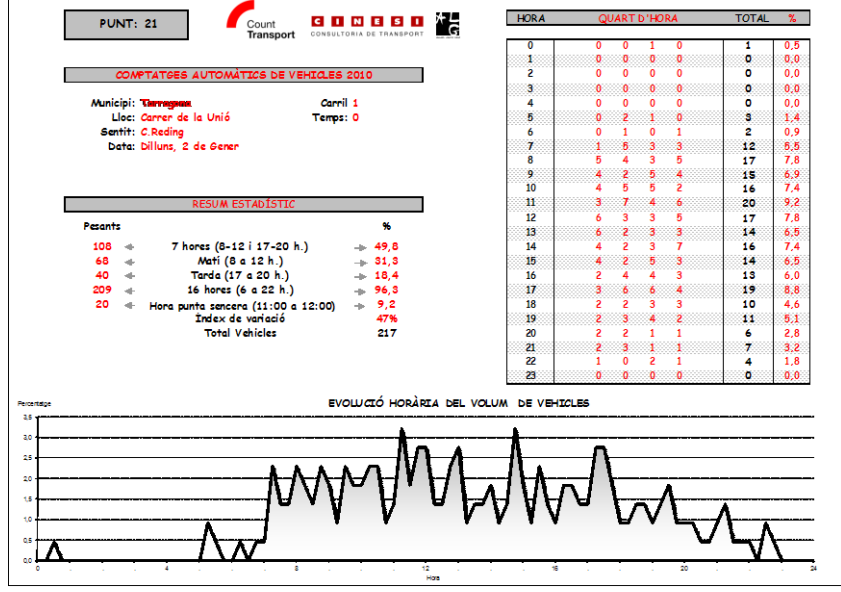 PUNT: 21
Count Transport
CINESI
CONSULTORIA DE TRANSPORT
COMPTATGES AUTOMÀTICS DE VEHICLES 2010
Municipi: Carril 1
Lloc: Carrer de la Unió Temps: 0
Sentit: C.Reding
Data: Dilluns, 2 de Gener
RESUM ESTADÍSTIC
Pesants %
108 7 hores (8-12 i 17-20 h.) 49,8
68 Matí (8 a 12 h.) 31,3
40 Tarda (17 a 20 h.) 18,4
209 16 hores (6 a 22 h.) 96,3
20 Hora punta sencera (11:00 a 12:00) 9,2
Índex de variació 47%
Total Vehicles 217
HORA QUART D'HORA TOTAL %
0 0 0 1 0 1 0,5
1 0 0 0 0 0 0,0
2 0 0 0 0 0 0,0
3 0 0 0 0 0 0,0
4 0 0 0 0 0 0,0
5 0 2 1 0 3 1,4
6 0 1 0 1 2 0,9
7 1 5 3 3 12 5,5
8 5 4 3 5 17 7,8
9 4 2 5 4 15 6,9
10 4 5 5 2 16 7,4
11 3 7 4 6 20 9,2
12 6 3 3 5 17 7,8
13 6 2 3 3 14 6,5
14 4 2 3 7 16 7,4
15 4 2 5 3 14 6,5
16 2 4 4 3 13 6,0
17 3 6 6 4 19 8,8
18 2 2 3 3 10 4,6
19 2 3 4 2 11 5,1
20 2 2 1 1 6 2,8
21 2 3 1 1 7 3,2
22 1 0 2 1 4 1,8
23 0 0 0 0 0 0,0
EVOLUCIÓ HORÀRIA DEL VOLUM DE VEHICLES
Percentatge
3,5
3,0
2,5
2,0
1,5
1,0
0,5
0,0
0 4 8 12 16 20 24
Hora